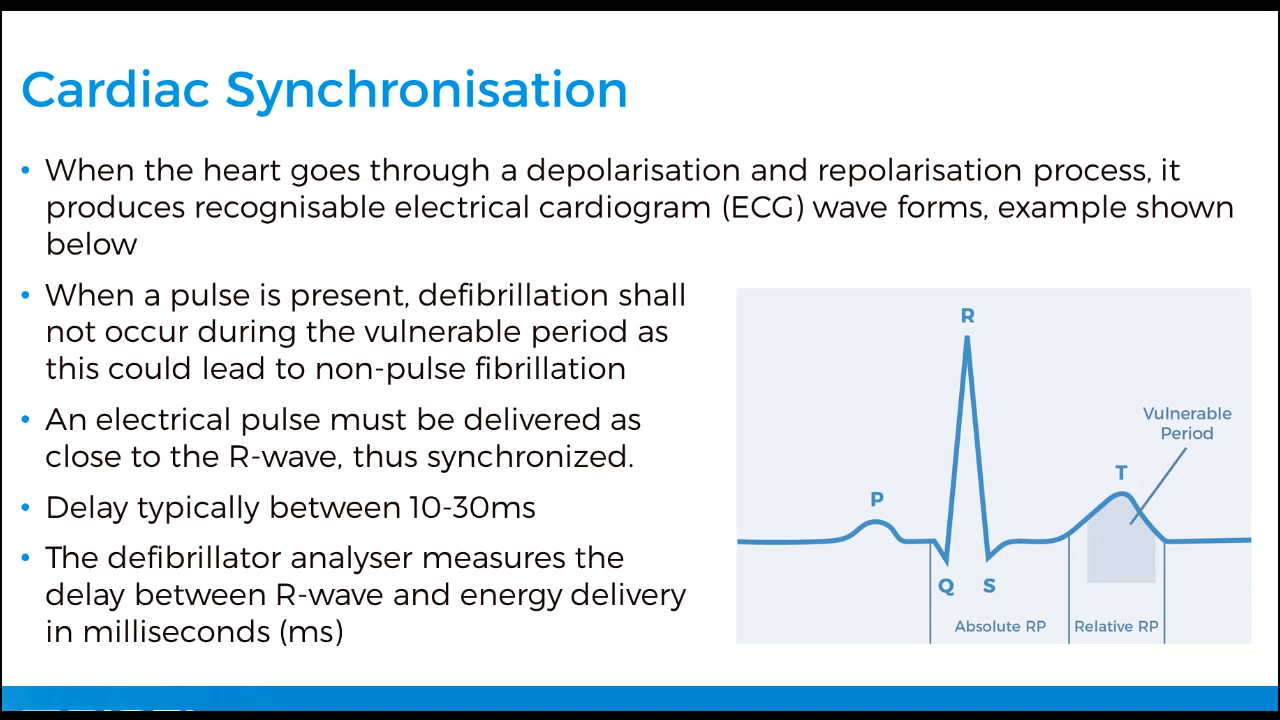 Cardiac Synchronisation
• When the heart goes through a depolarisation and repolarisation process, it
produces recognisable electrical cardiogram (ECG) wave forms, example shown
below
• When a pulse is present, defibrillation shall
not occur during the vulnerable period as
this could lead to non-pulse fibrillation
• An electrical pulse must be delivered as
close to the R-wave, thus synchronized.
• Delay typically between 10-30ms
• The defibrillator analyser measures the
delay between R-wave and energy delivery
in milliseconds (ms)
R
Vulnerable
Period
T
P
Q
S
Absolute RP
Relative RP